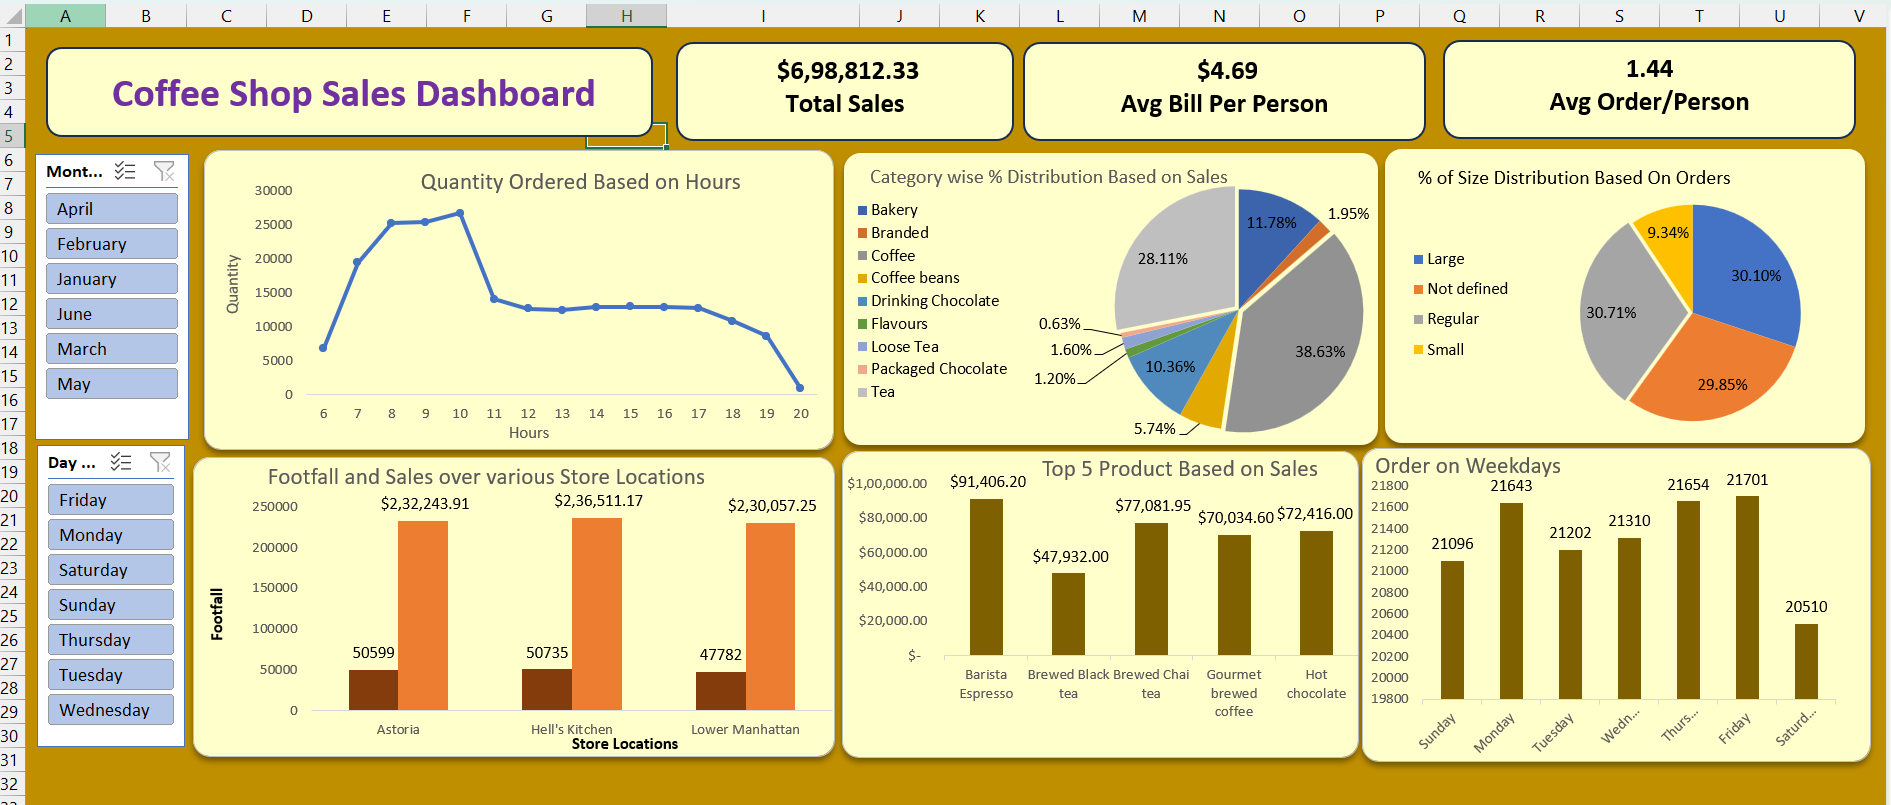 A B C D E F G H I J K L M N O P Q R S T U V
1
2
3
4
5
6
7
8
9
10
11
12
13
14
15
16
17
18
19
20
21
22
23
24
25
26
27
28
29
30
31
32
Coffee Shop Sales Dashboard
$6,98,812.33
Total Sales
$4.69
Avg Bill Per Person
1.44
Avg Order/Person
Mont...
April
February
January
June
March
May
Day ...
Friday
Monday
Saturday
Sunday
Thursday
Tuesday
Wednesday
Quantity Ordered Based on Hours
30000
25000
20000
15000
10000
5000
0
Quantity
6 7 8 9 10 11 12 13 14 15 16 17 18 19 20
Hours
Category wise % Distribution Based on Sales
Bakery
Branded
Coffee
Coffee beans
Drinking Chocolate
Flavours
Loose Tea
Packaged Chocolate
Tea
11.78%
1.95%
38.63%
5.74%
10.36%
1.20%
1.60%
0.63%
28.11%
% of Size Distribution Based On Orders
Large
Not defined
Regular
Small
9.34%
30.10%
30.71%
29.85%
Footfall and Sales over various Store Locations
250000
200000
150000
100000
50000
0
Footfall
$2,32,243.91
$2,36,511.17
$2,30,057.25
50599
50735
47782
Astoria
Hell's Kitchen
Lower Manhattan
Store Locations
Top 5 Product Based on Sales
$1,00,000.00
$80,000.00
$60,000.00
$40,000.00
$20,000.00
$-
$91,406.20
$47,932.00
$77,081.95
$70,034.60
$72,416.00
Barista
Espresso
Brewed Black
tea
Brewed Chai
tea
Gourmet
brewed
coffee
Hot
chocolate
Order on Weekdays
21800
21600
21400
21200
21000
20800
20600
20400
20200
20000
19800
21096
21643
21202
21310
21654
21701
20510
Sunday
Monday
Tuesday
Wedn...
Thurs...
Friday
Saturd...